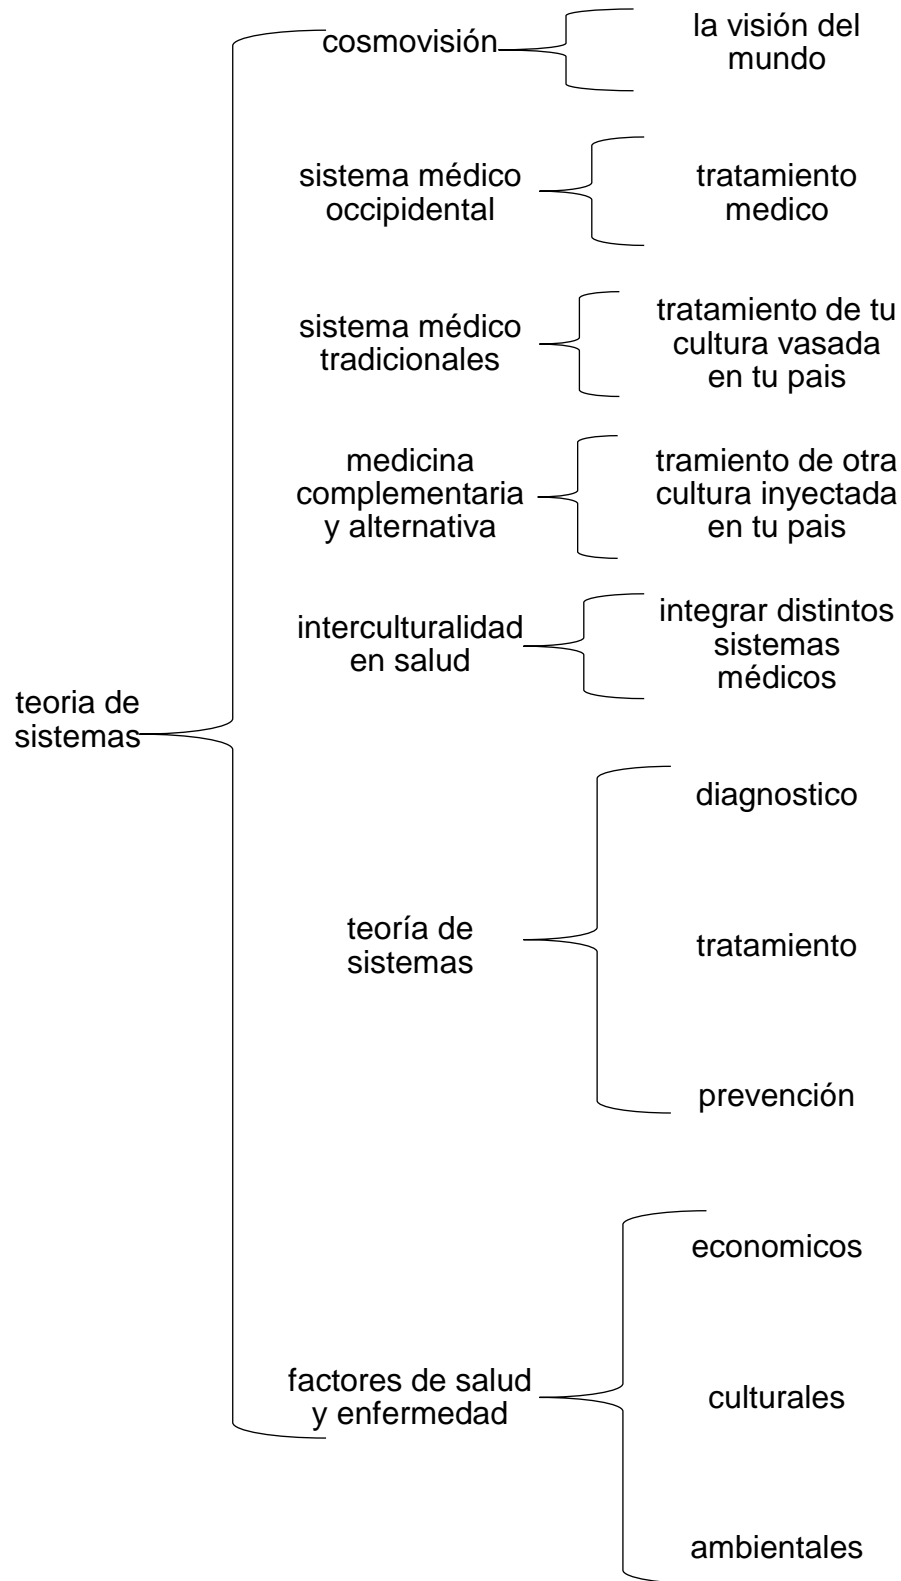 cosmovisión
la visión del
mundo
sistema médico
occipidental
tratamiento
medico
sistema médico
tradicionales
tratamiento de tu
cultura vasada
en tu pais
medicina
complementaria
y alternativa
tramiento de otra
cultura inyectada
en tu pais
interculturalidad
en salud
integrar distintos
sistemas
médicos
teoria de
sistemas
teoría de
sistemas
diagnostico
tratamiento
prevención
factores de salud
y enfermedad
economicos
culturales
ambientales